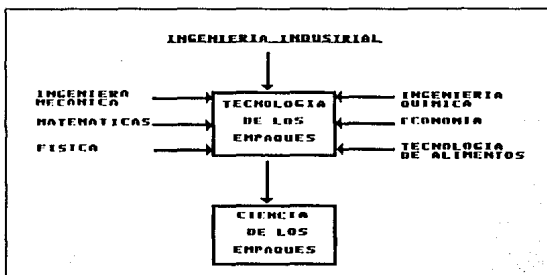 INGENIERIA INDUSTRIAL
INGENIERA
MECANICA
MATEMATICAS
FISICA
TECNOLOGIA
DE LOS
EMPAQUES
INGENIERIA
QUIMICA
ECONOMIA
TECNOLOGIA
DE ALIMENTOS
CIENCIA
DE LOS
EMPAQUES